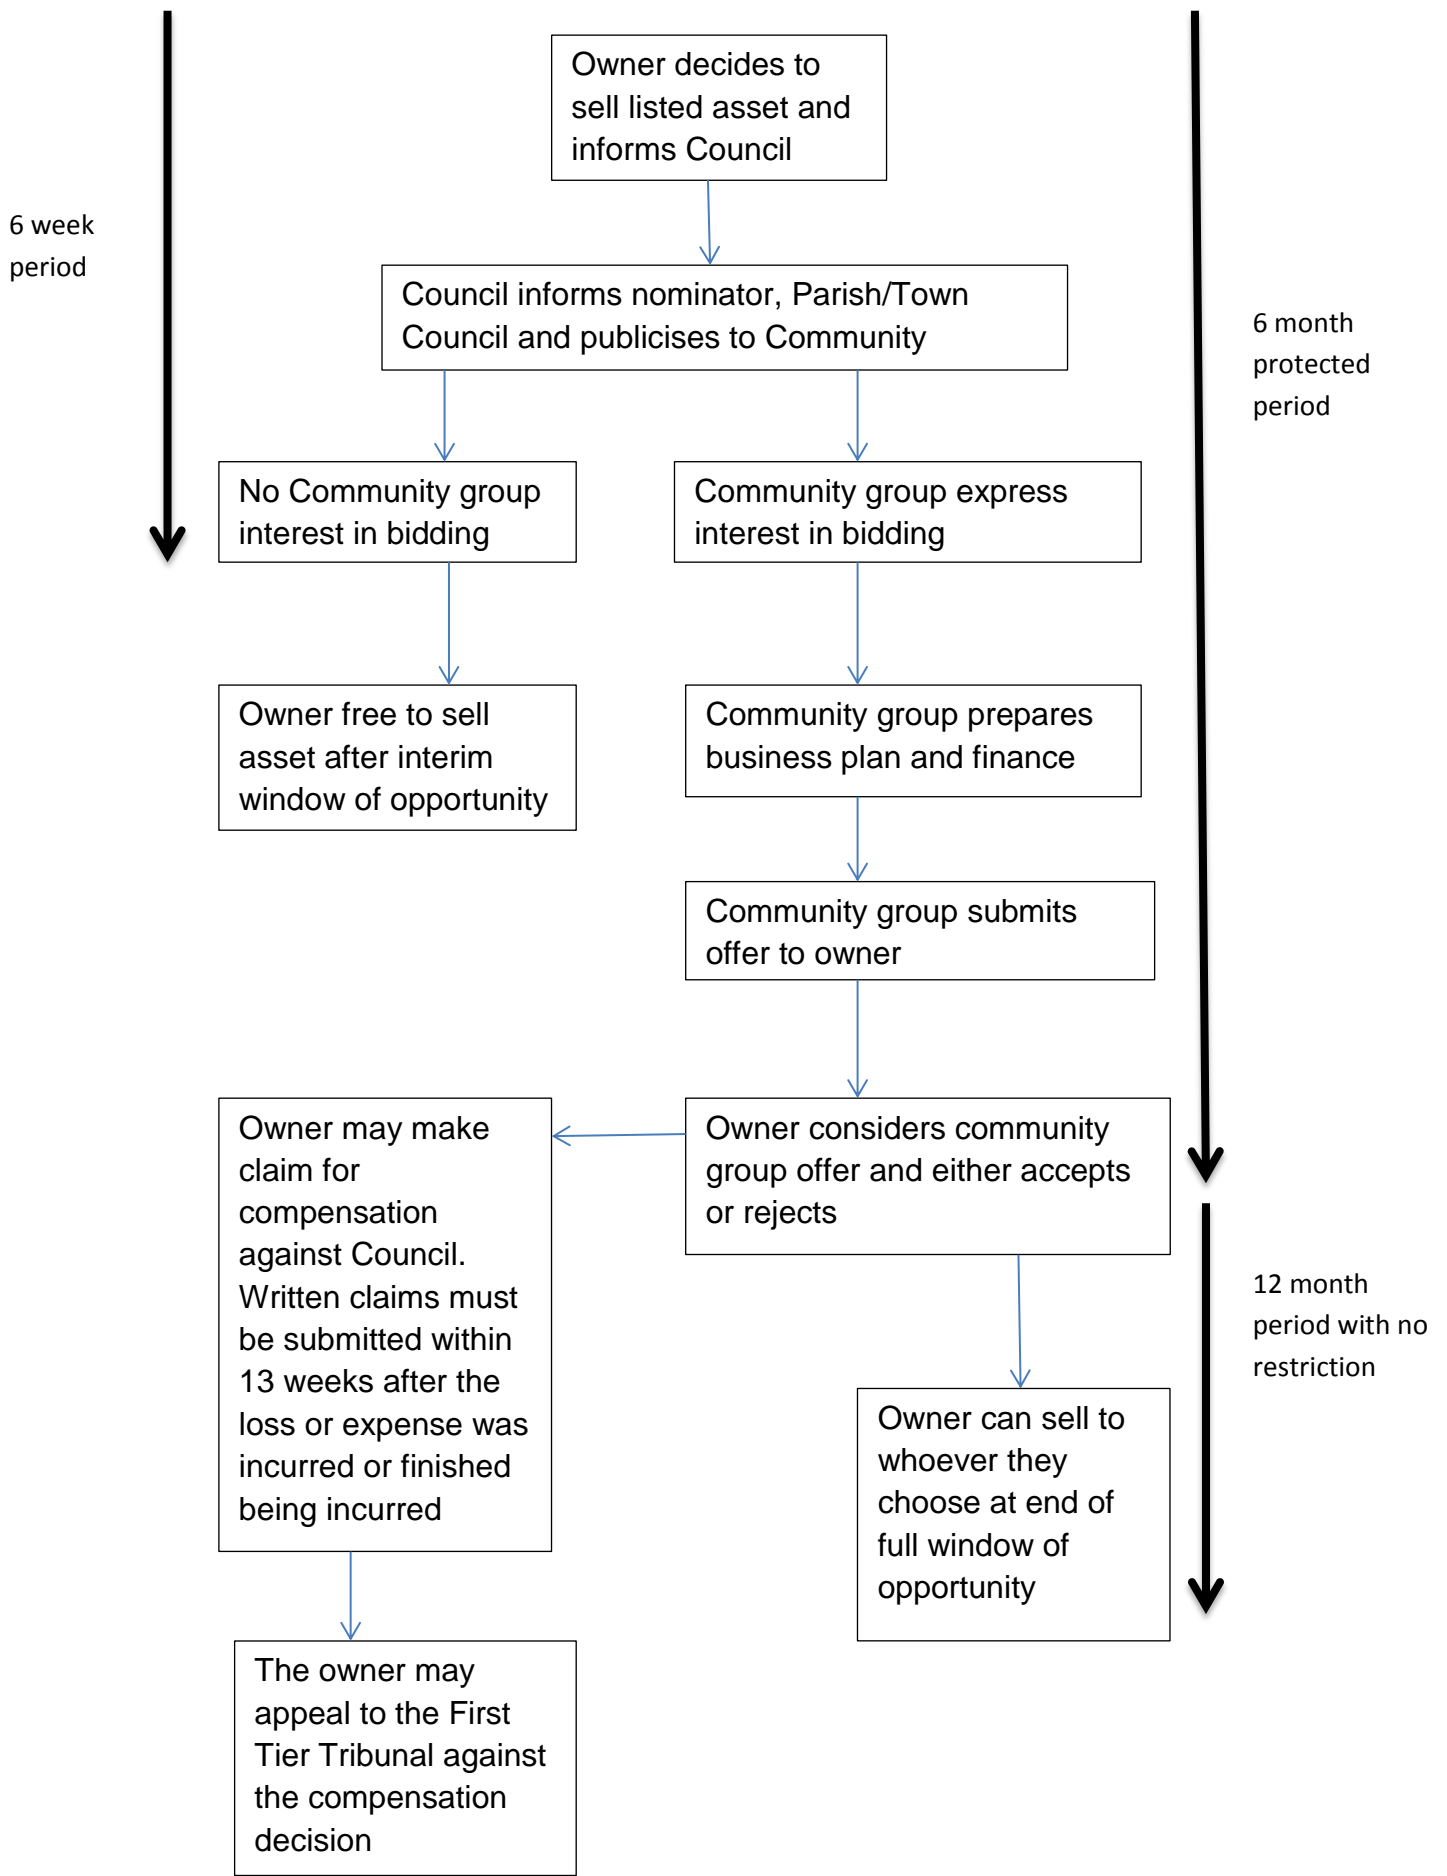 Owner decides to
sell listed asset and
informs Council
6 week
period
Council informs nominator, Parish/Town
Council and publicises to Community
6 month
protected
period
No Community group
interest in bidding
Community group express
interest in bidding
Owner free to sell
asset after interim
window of opportunity
Community group prepares
business plan and finance
Community group submits
offer to owner
Owner may make
claim for
compensation
against Council.
Written claims must
be submitted within
13 weeks after the
loss or expense was
incurred or finished
being incurred
Owner considers community
group offer and either accepts
or rejects
12 month
period with no
restriction
Owner can sell to
whoever they
choose at end of
full window of
opportunity
The owner may
appeal to the First
Tier Tribunal against
the compensation
decision